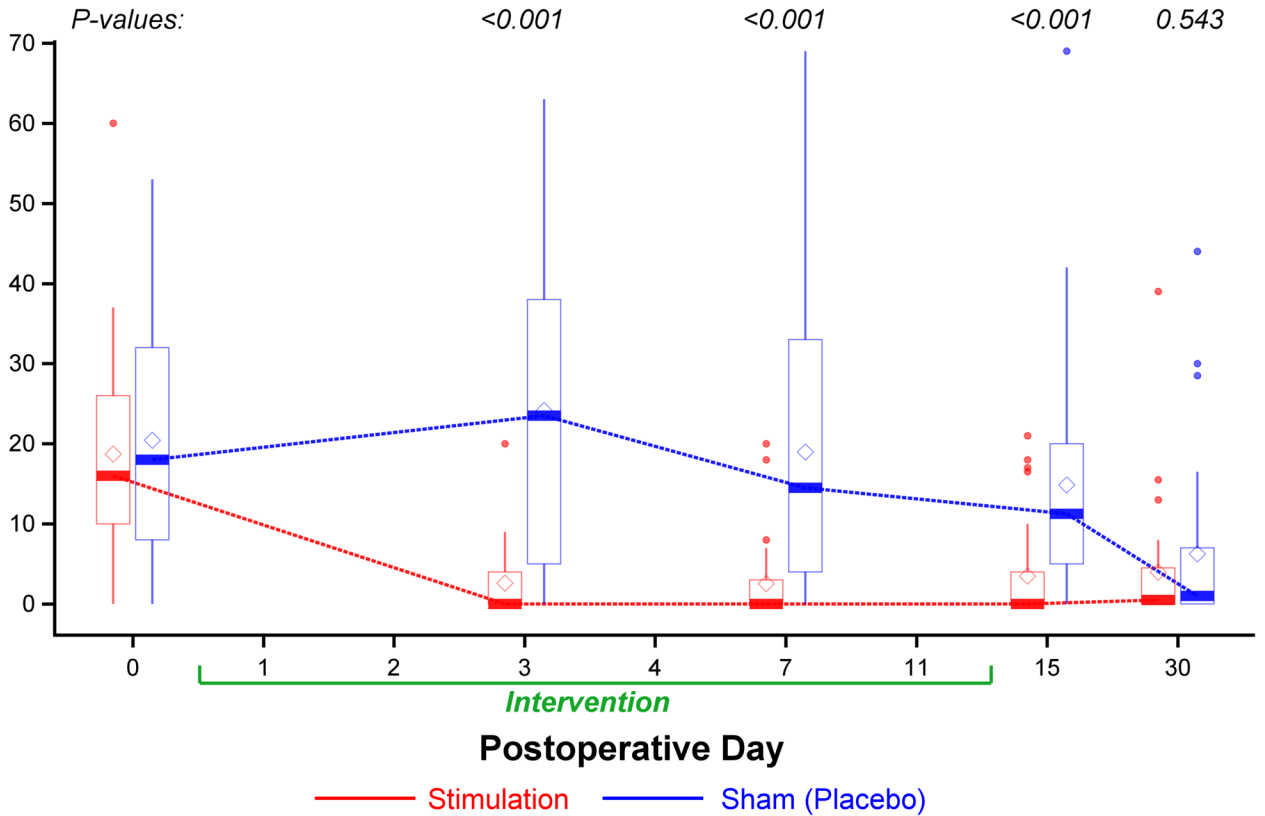 P-values: <0.001 <0.001 <0.001 0.543
70
60
50
40
30
20
10
0
0 1 2 3 4 7 11 15 30
Intervention
Postoperative Day
Stimulation Sham (Placebo)